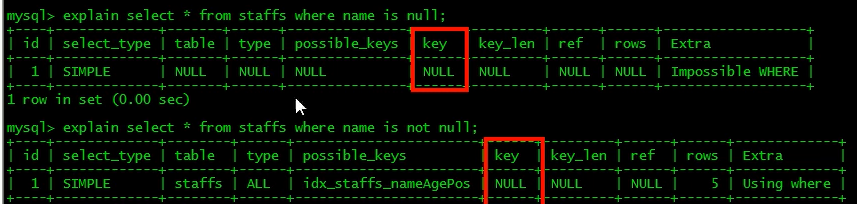 mysql> explain select * from staffs where name is null;
| id | select_type | table | type | possible_keys | key | key_len | ref | rows | Extra |
| 1 | SIMPLE | NULL | NULL | NULL | NULL | NULL | NULL | NULL | Impossible WHERE |
1 row in set (0.00 sec)
mysql> explain select * from staffs where name is not null;
| id | select_type | table | type | possible_keys | key | key_len | ref | rows | Extra |
| 1 | SIMPLE | staffs | ALL | idx_staffs_nameAgePos | NULL | NULL | NULL | 5 | Using where |